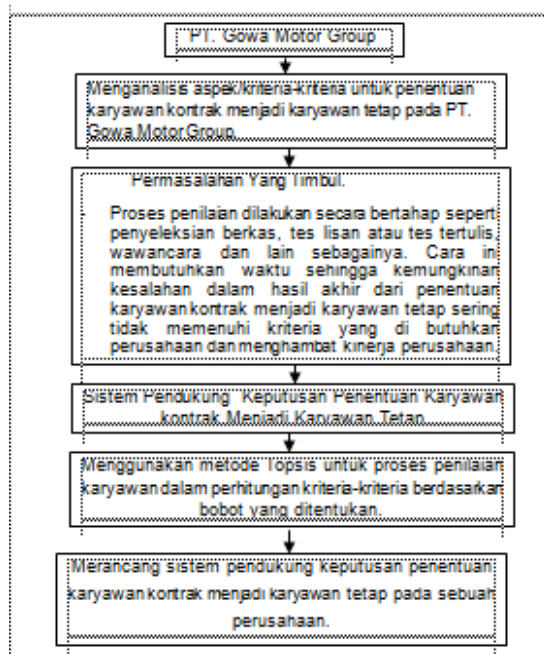 PT. Gowa Motor Group
Menganalisis aspek/kriteria-kriteria untuk penentuan
karyawan kontrak menjadi karyawan tetap pada PT.
Gowa Motor Group.
Permasalahan Yang Timbul.
- Proses penilaian dilakukan secara bertahap seperti
penyeleksian berkas, tes lisan atau tes tertulis,
wawancara dan lain sebagainya. Cara ini
membutuhkan waktu sehingga kemungkinan
kesalahan dalam hasil akhir dari penentuan
karyawan kontrak menjadi karyawan tetap sering
tidak memenuhi kriteria yang di butuhkan
perusahaan dan menghambat kinerja perusahaan.
Sistem Pendukung Keputusan Penentuan Karyawan
kontrak Menjadi Karyawan Tetap
Menggunakan metode Topsis untuk proses penilaian
karyawan dalam perhitungan kriteria-kriteria berdasarkan
bobot yang ditentukan.
Merancang sistem pendukung keputusan penentuan
karyawan kontrak menjadi karyawan tetap pada sebuah
perusahaan.